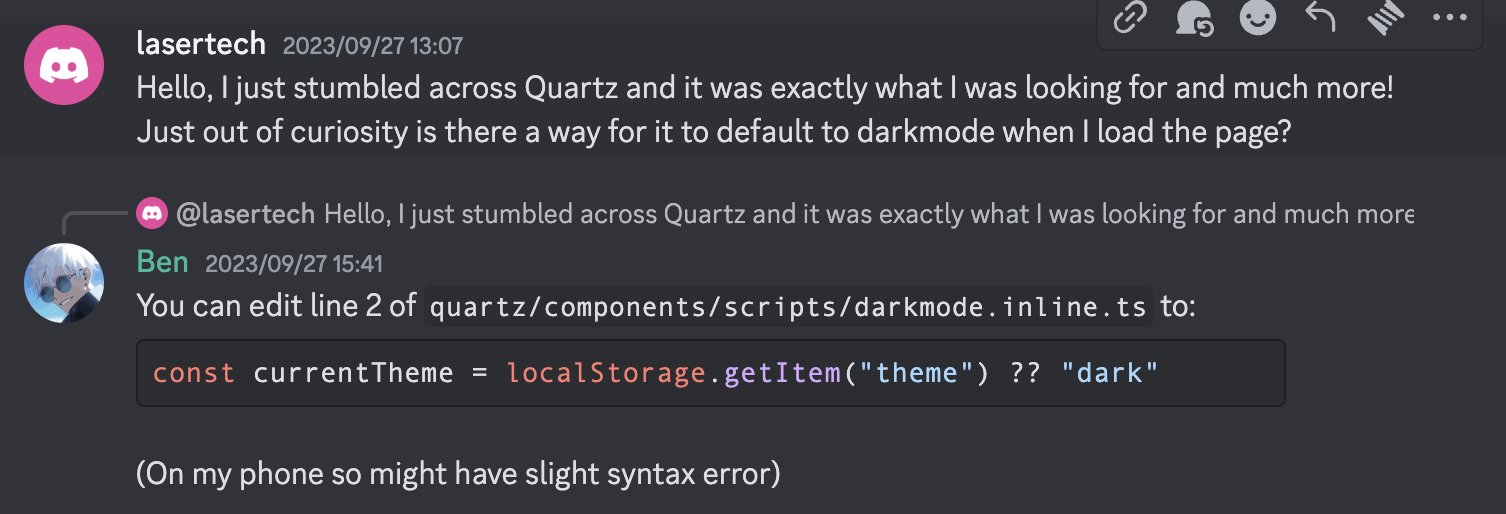 lasertech 2023/09/27 13:07
Hello, I just stumbled across Quartz and it was exactly what I was looking for and much more!
Just out of curiosity is there a way for it to default to darkmode when I load the page?
@lasertech Hello, I just stumbled across Quartz and it was exactly what I was looking for and much more
Ben 2023/09/27 15:41
You can edit line 2 of quartz/components/scripts/darkmode.inline.ts to:
const currentTheme = localStorage.getItem("theme") ?? "dark"
(On my phone so might have slight syntax error)